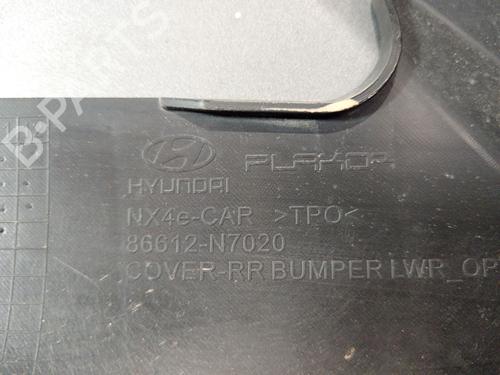 B-PARTS
PLAKOR
HYUNDAI
NX4e-CAR >TPO<
86612-N7020
COVER-RR BUMPER LWR_OP